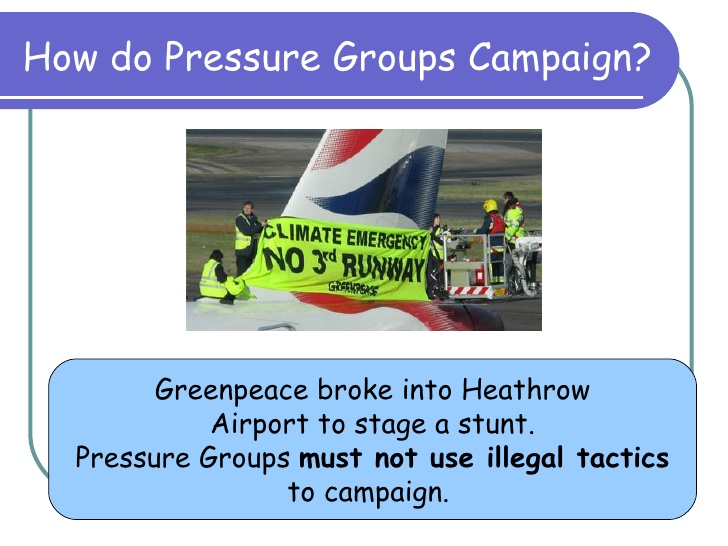 How do Pressure Groups Campaign?
CLIMATE EMERGENCY
NO 3rd RUNWAY
GREENPEACE
Greenpeace broke into Heathrow
Airport to stage a stunt.
Pressure Groups must not use illegal tactics
to campaign.